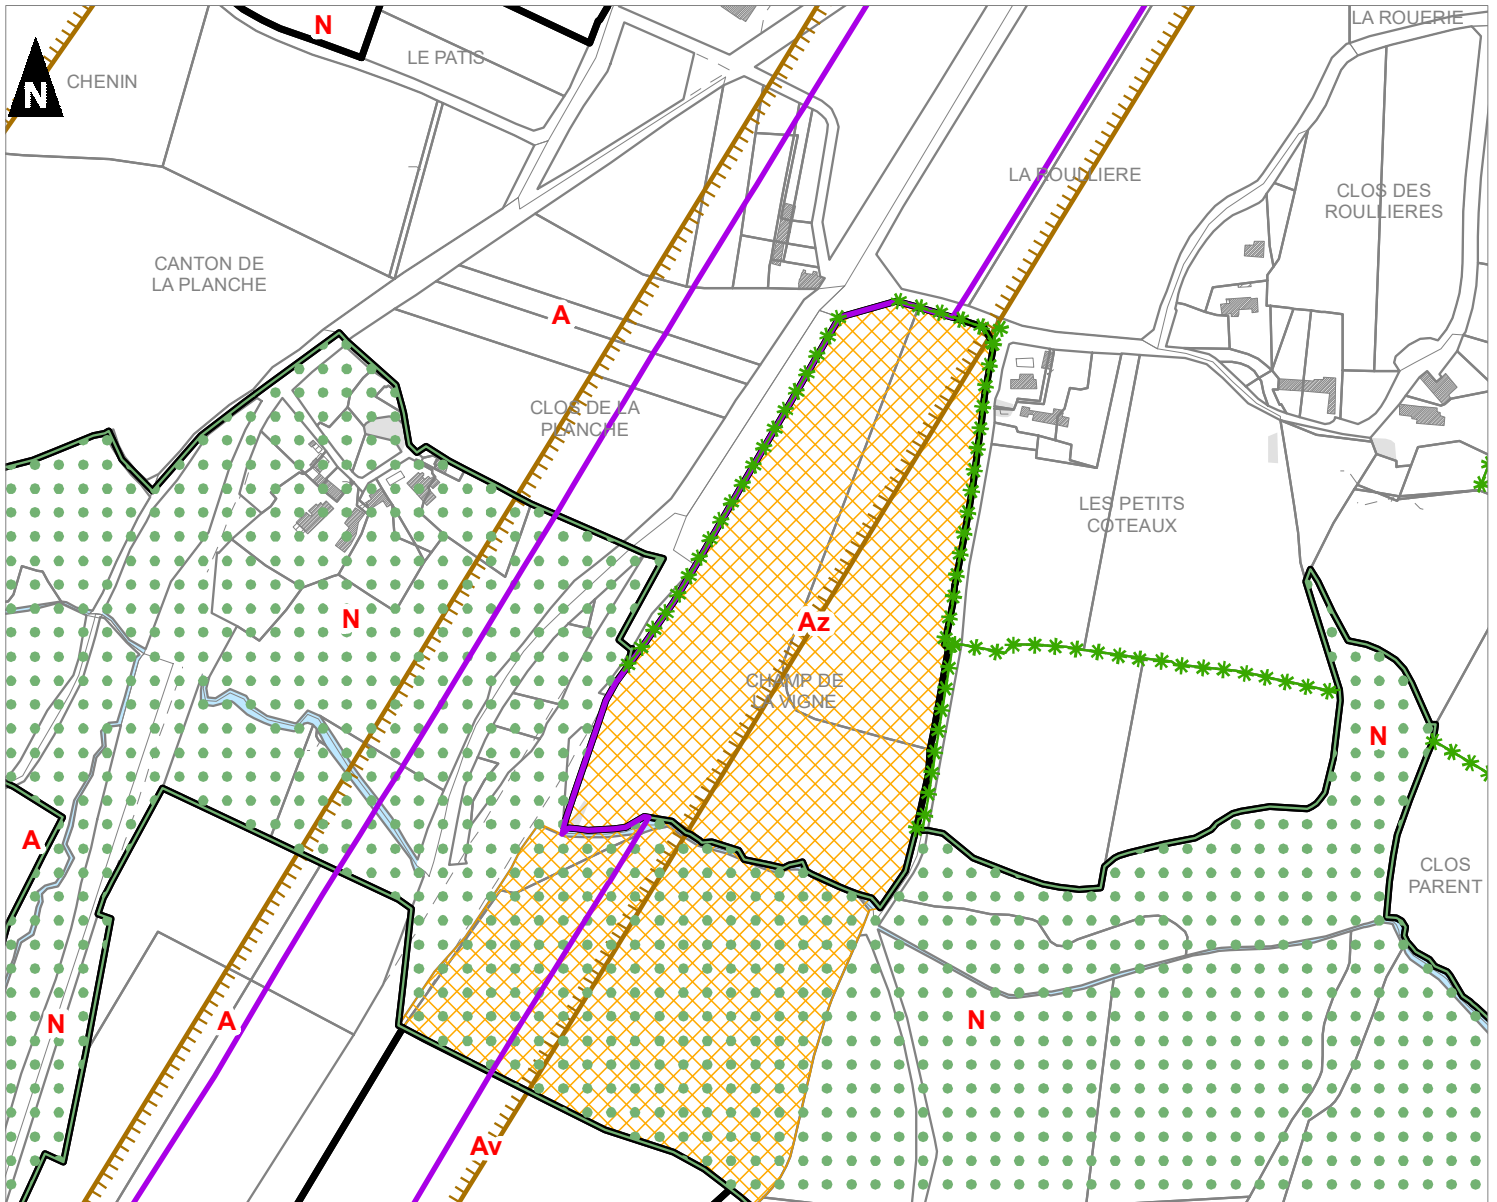 N
LA ROUERIE
LE PATIS
CHENIN
N
LA ROULLIERE
CLOS DES
ROULLIERES
CANTON DE
LA PLANCHE
A
CLOS DE LA
PLANCHE
LES PETITS
COTEAUX
N
Az
CHAMP DE
LA VIGNE
N
A
CLOS
PARENT
N
A
N
Av